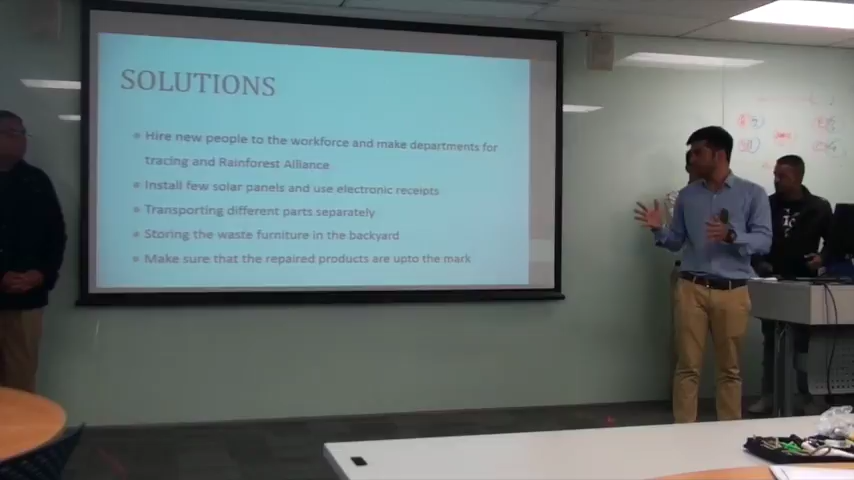 SOLUTIONS
Hire new people to the workforce and make departments for
tracing and Rainforest Alliance
Install few solar panels and use electronic receipts
Transporting different parts separately
Storing the waste furniture in the backyard
Make sure that the repaired products are upto the mark